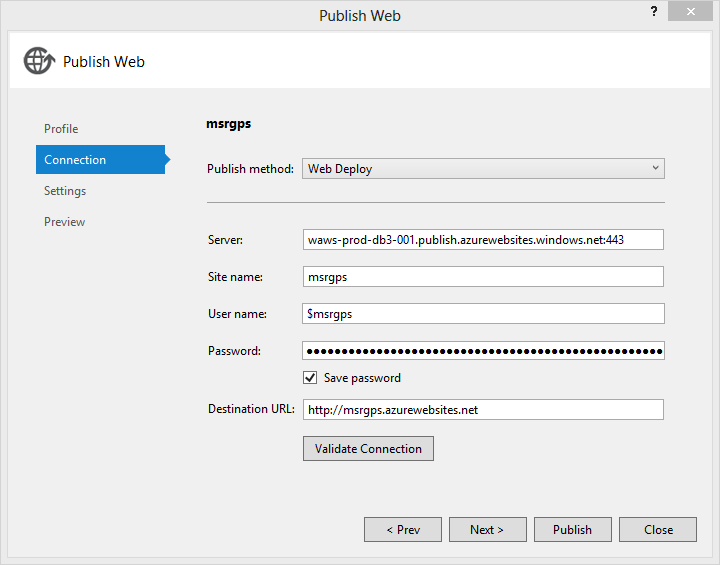 Publish Web
?
Publish Web
Profile
Connection
Settings
Preview
msrgps
Publish method: Web Deploy
Server: waws-prod-db3-001.publish.azurewebsites.windows.net:443
Site name: msrgps
User name: $msrgps
Password:
Save password
Destination URL: http://msrgps.azurewebsites.net
Validate Connection
< Prev Next > Publish Close